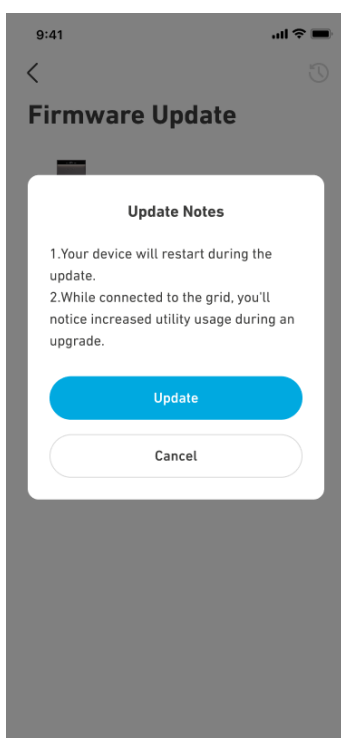 9:41
Firmware Update
Update Notes
1.Your device will restart during the
update.
2.While connected to the grid, you'll
notice increased utility usage during an
upgrade.
Update
Cancel